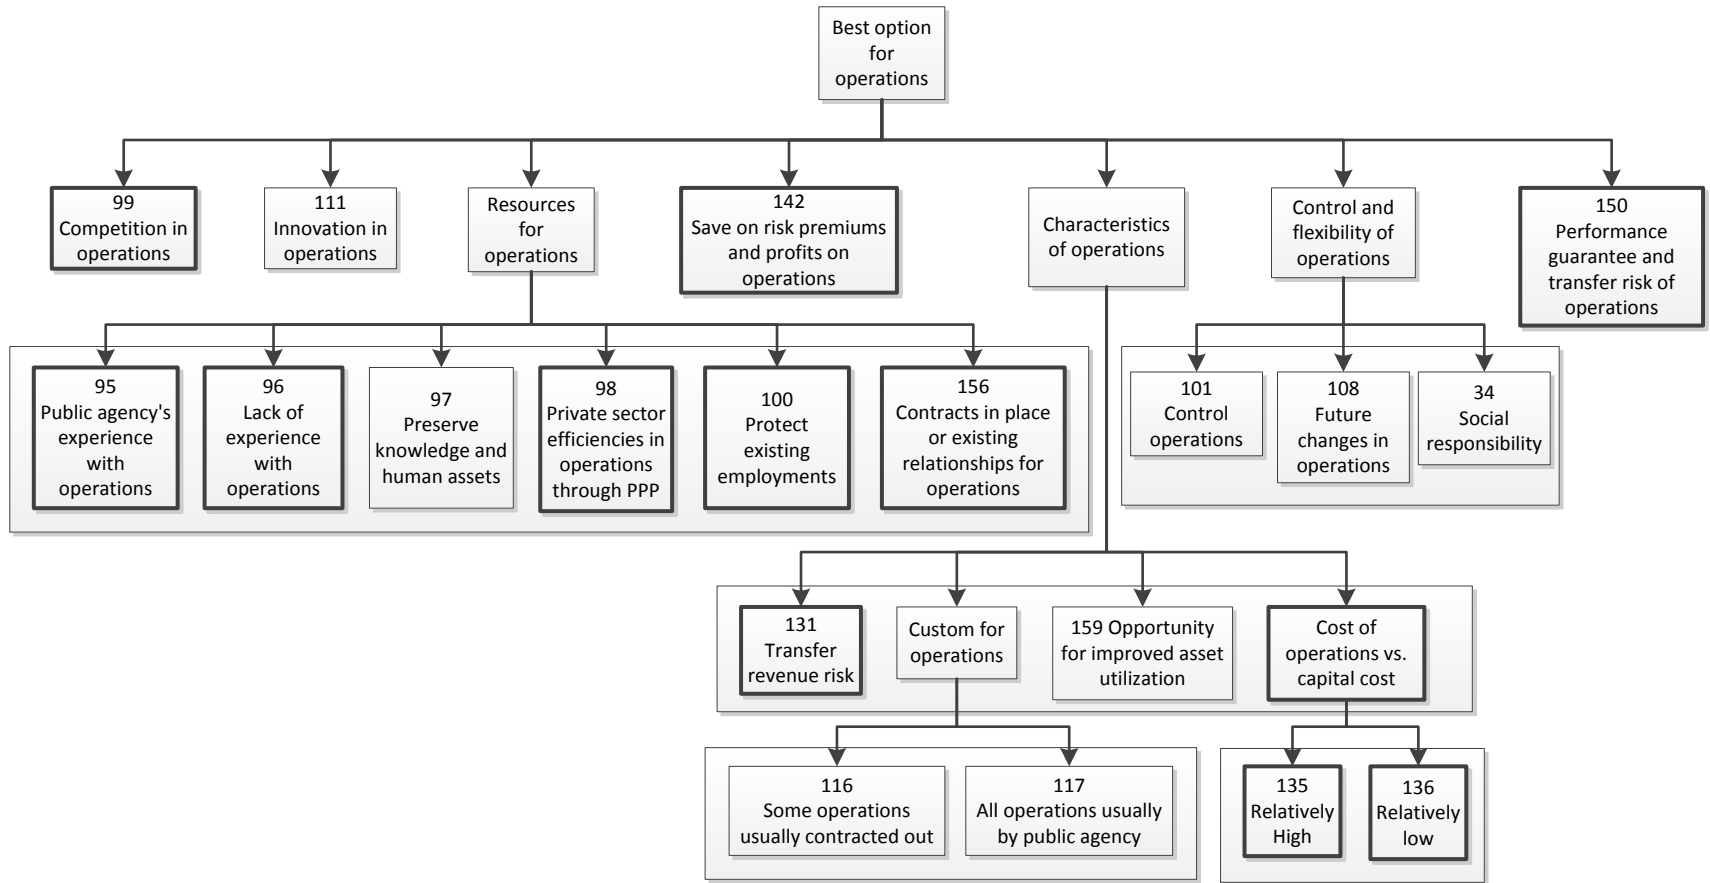 Best option
for
operations
99
Competition in
operations
111
Innovation in
operations
Resources
for
operations
142
Save on risk premiums
and profits on
operations
Characteristics
of operations
Control and
flexibility of
operations
150
Performance
guarantee and
transfer risk of
operations
95
Public agency's
experience
with
operations
96
Lack of
experience
with
operations
97
Preserve
knowledge and
human assets
98
Private sector
efficiencies in
operations
through PPP
100
Protect
existing
employments
156
Contracts in place
or existing
relationships for
operations
101
Control
operations
108
Future
changes in
operations
34
Social
responsibility
131
Transfer
revenue risk
Custom for
operations
159 Opportunity
for improved asset
utilization
Cost of
operations vs.
capital cost
116
Some operations
usually contracted out
117
All operations usually
by public agency
135
Relatively
High
136
Relatively
low